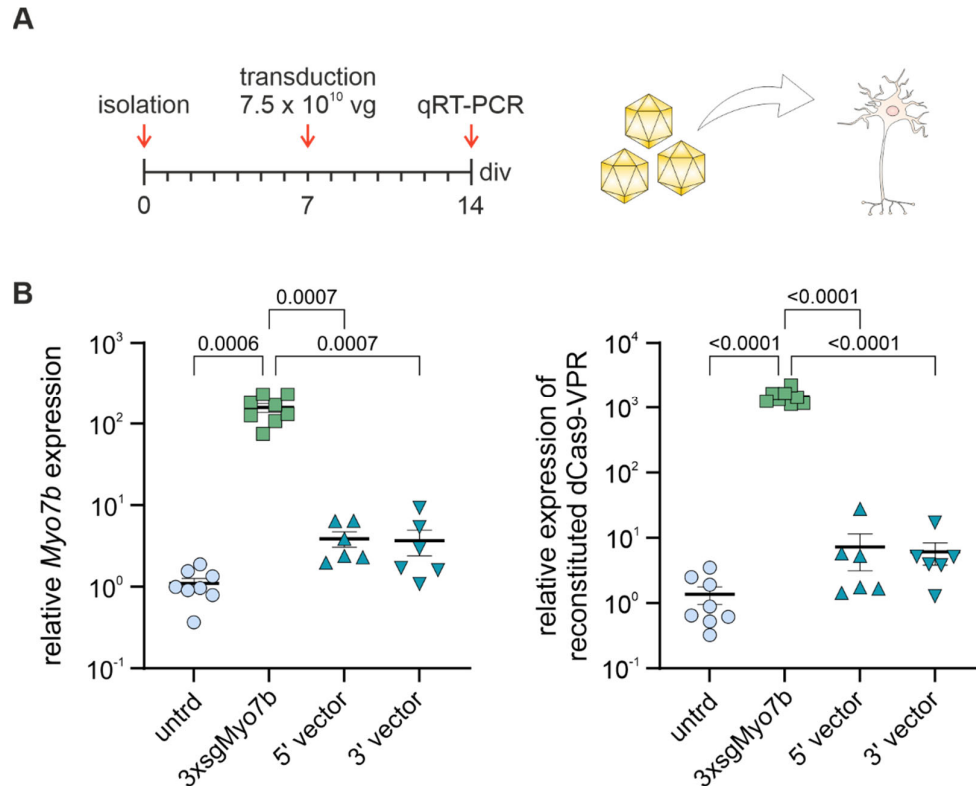 A
isolation
transduction
7.5 x 10¹⁰ vg
qRT-PCR
div
0
7
14
B
0.0007
0.0006
0.0007
relative Myo7b expression
10³
10²
10¹
10⁰
10⁻¹
untrd
3xsgMyo7b
5' vector
3' vector
<0.0001
<0.0001
<0.0001
relative expression of
reconstituted dCas9-VPR
10⁴
10³
10²
10¹
10⁰
10⁻¹
untrd
3xsgMyo7b
5' vector
3' vector